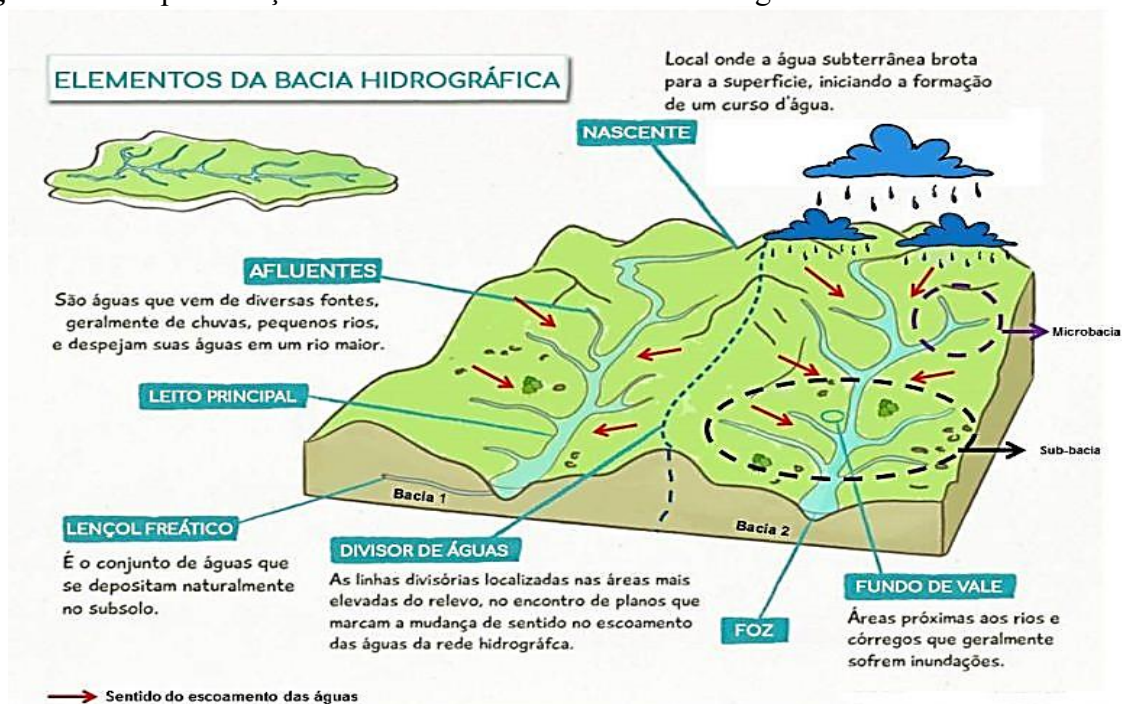 ELEMENTOS DA BACIA HIDROGRÁFICA
Local onde a água subterrânea brota
para a superfície, iniciando a formação
de um curso d'água.
NASCENTE
AFLUENTES
São águas que vem de diversas fontes,
geralmente de chuvas, pequenos rios,
e despejam suas águas em um rio maior.
Microbacia
LEITO PRINCIPAL
Sub-bacia
Bacia 1
Bacia 2
LENÇOL FREÁTICO
É o conjunto de águas que
se depositam naturalmente
no subsolo.
DIVISOR DE ÁGUAS
As linhas divisórias localizadas nas áreas mais
elevadas do relevo, no encontro de planos que
marcam a mudança de sentido no escoamento
das águas da rede hidrográfca.
FOZ
FUNDO DE VALE
Áreas próximas aos rios e
córregos que geralmente
sofrem inundações.
Sentido do escoamento das águas